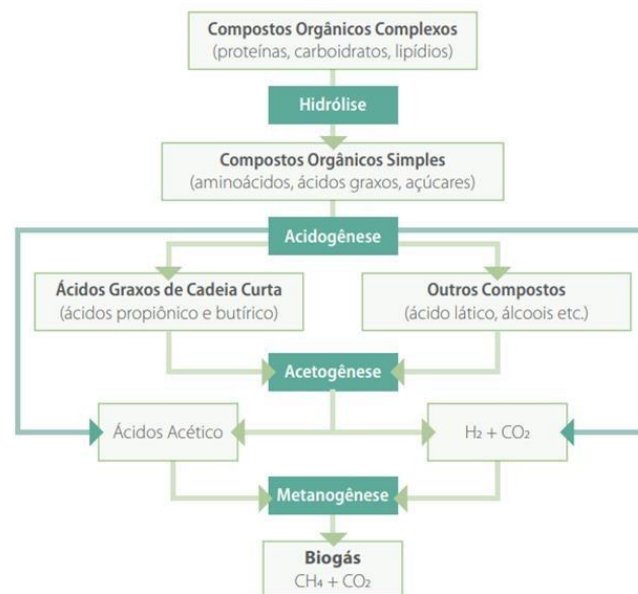 Compostos Orgânicos Complexos
(proteínas, carboidratos, lipídios)
Hidrólise
Compostos Orgânicos Simples
(aminoácidos, ácidos graxos, açúcares)
Acidogênese
Ácidos Graxos de Cadeia Curta
(ácidos propiônico e butírico)
Outros Compostos
(ácido lático, álcoois etc.)
Acetogênese
Ácidos Acético
H₂ + CO₂
Metanogênese
Biogás
CH₄ + CO₂